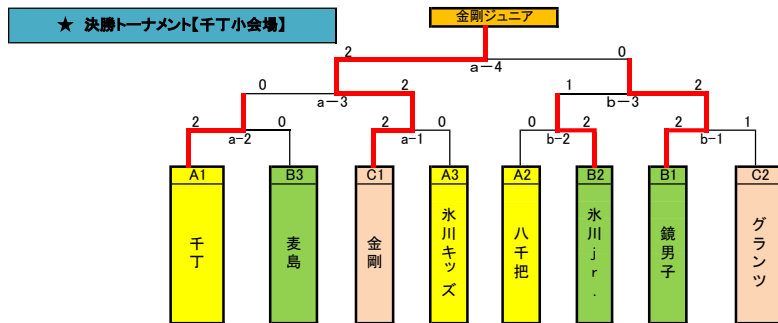 ★ 決勝トーナメント【千丁小会場】
金剛ジュニア
2 0
a－4
0 2 1 2
a－3 b－3
2 0 2 0 0 2 2 1
a-2 a-1 b-2 b-1
A1 B3 C1 A3 A2 B2 B1 C2
千丁
麦島
金剛
氷川キッズ
八千把
氷川jr.
鏡男子
グランツ